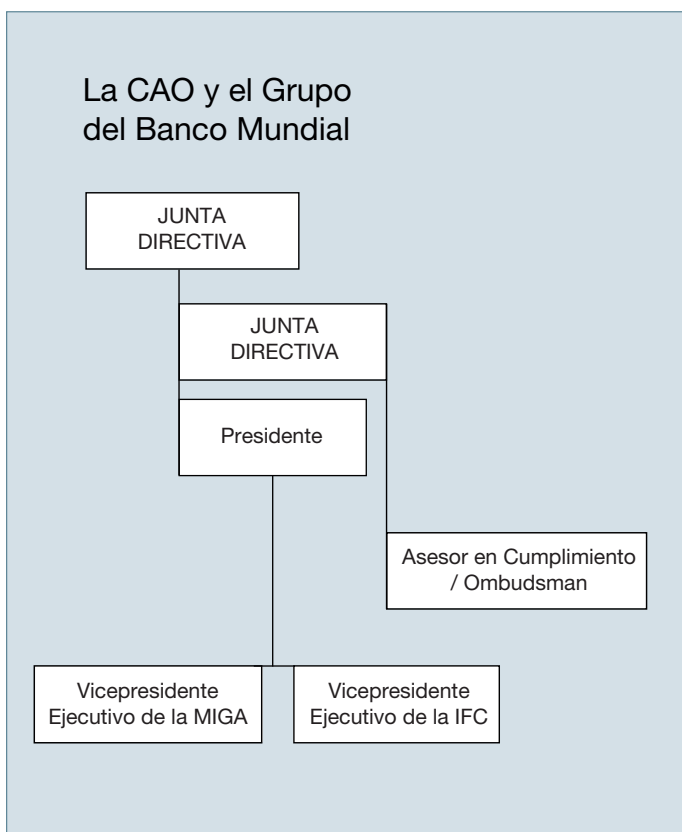 La CAO y el Grupo
del Banco Mundial
JUNTA
DIRECTIVA
JUNTA
DIRECTIVA
Presidente
Asesor en Cumplimiento
/ Ombudsman
Vicepresidente
Ejecutivo de la MIGA
Vicepresidente
Ejecutivo de la IFC